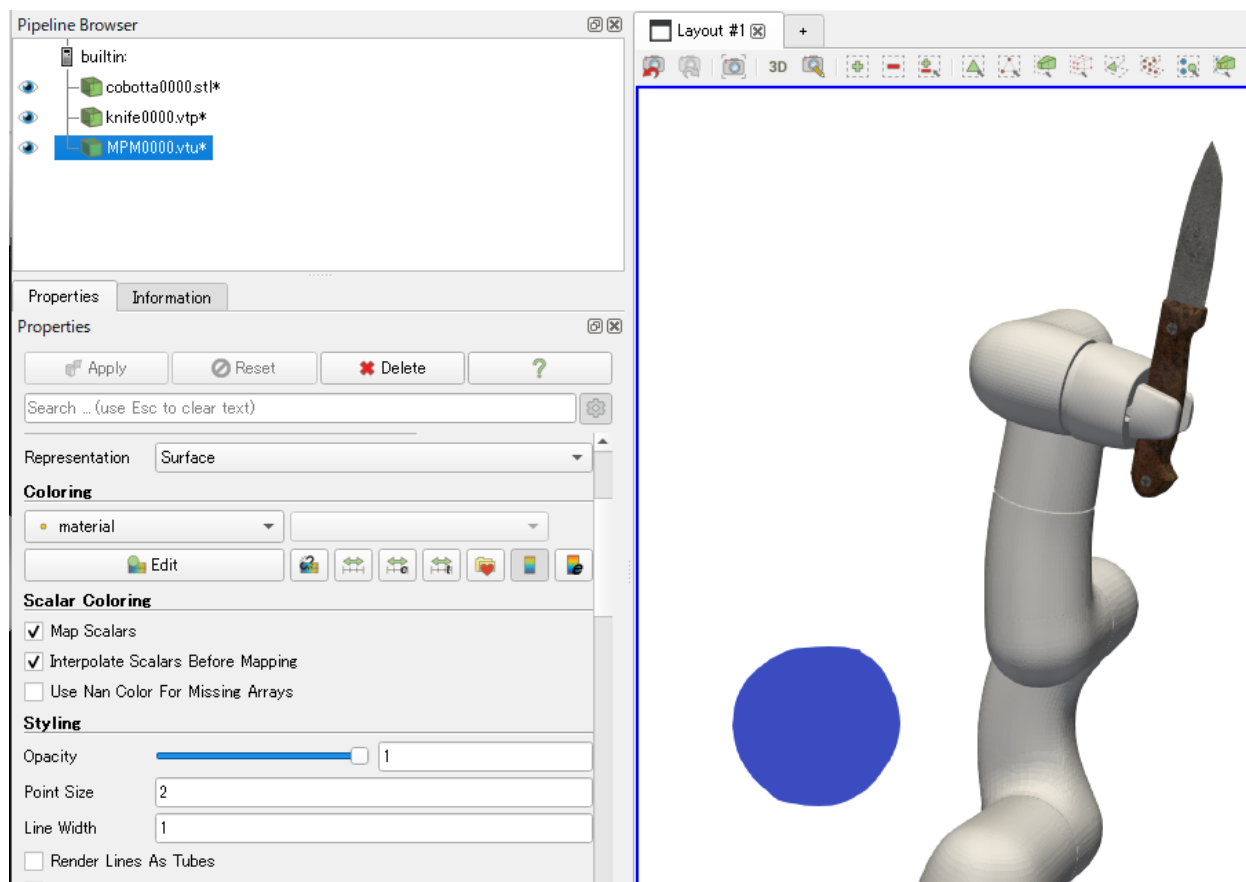 Pipeline Browser
builtin:
cobotta0000.stl*
knife0000.vtp*
MPM0000.vtu*
Properties
Information
Properties
Apply
Reset
Delete
?
Search ... (use Esc to clear text)
Representation
Surface
Coloring
material
Edit
Scalar Coloring
Map Scalars
Interpolate Scalars Before Mapping
Use Nan Color For Missing Arrays
Styling
Opacity
1
Point Size
2
Line Width
1
Render Lines As Tubes
Layout #1
+
3D